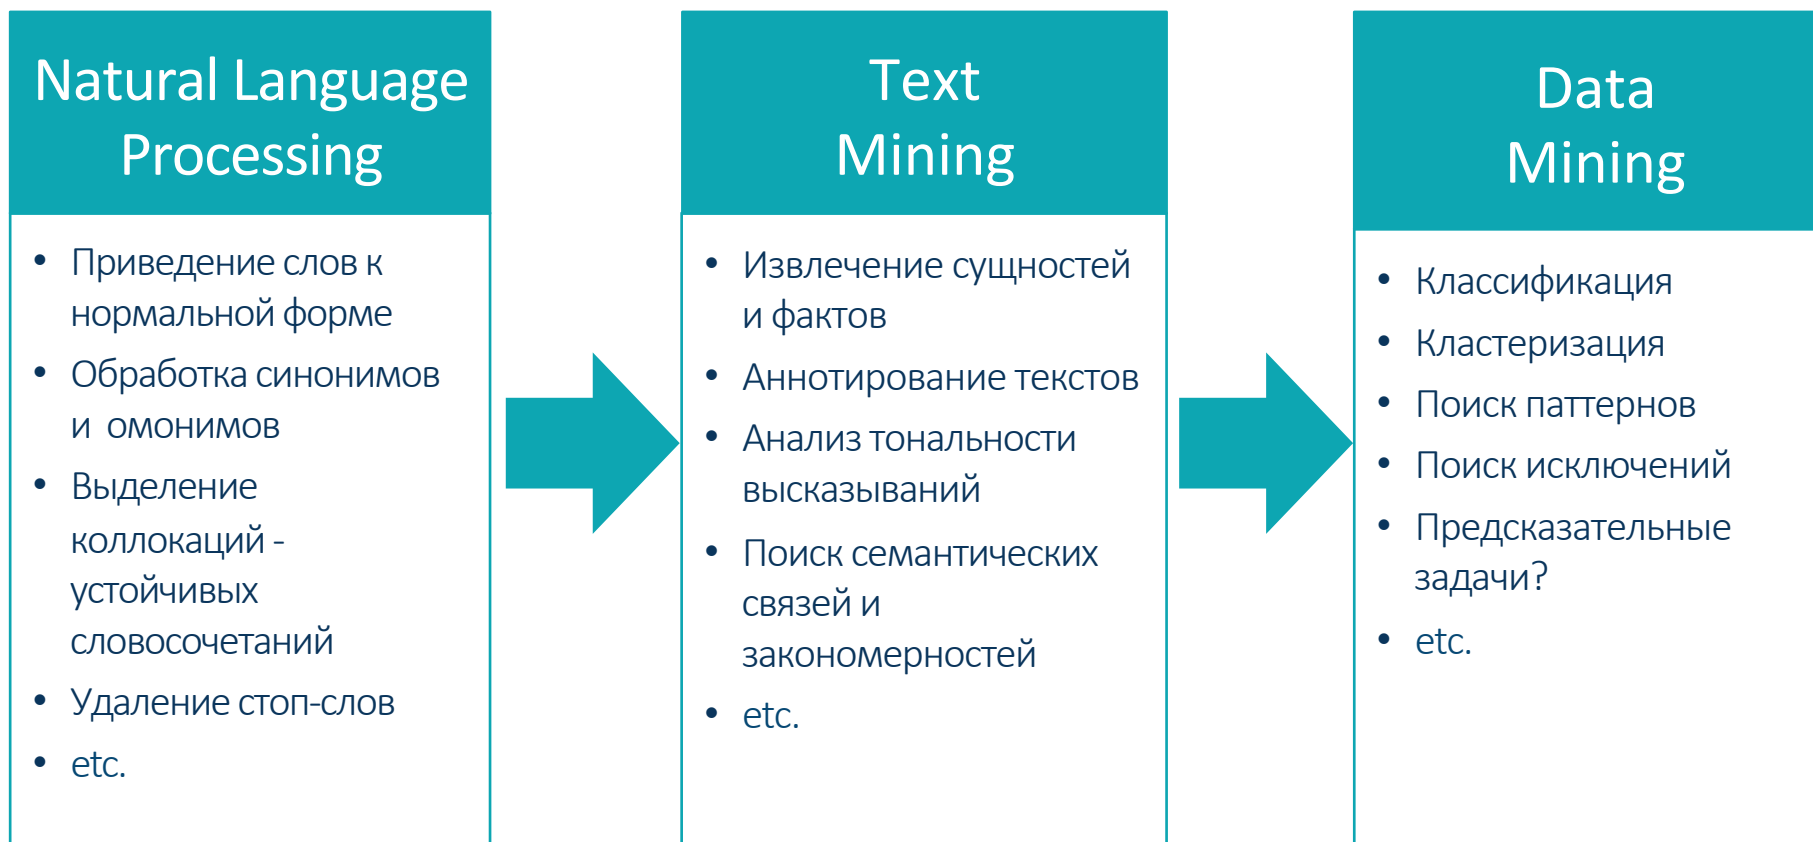 Natural Language
Processing
• Приведение слов к
нормальной форме
• Обработка синонимов
и омонимов
• Выделение
коллокаций -
устойчивых
словосочетаний
• Удаление стоп-слов
• etc.
Text
Mining
• Извлечение сущностей
и фактов
• Аннотирование текстов
• Анализ тональности
высказываний
• Поиск семантических
связей и
закономерностей
• etc.
Data
Mining
• Классификация
• Кластеризация
• Поиск паттернов
• Поиск исключений
• Предсказательные
задачи?
• etc.